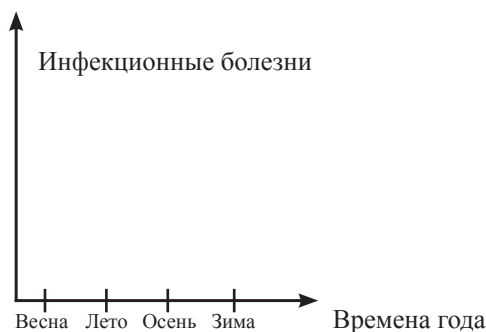 Инфекционные болезни
Весна Лето Осень Зима
Времена года